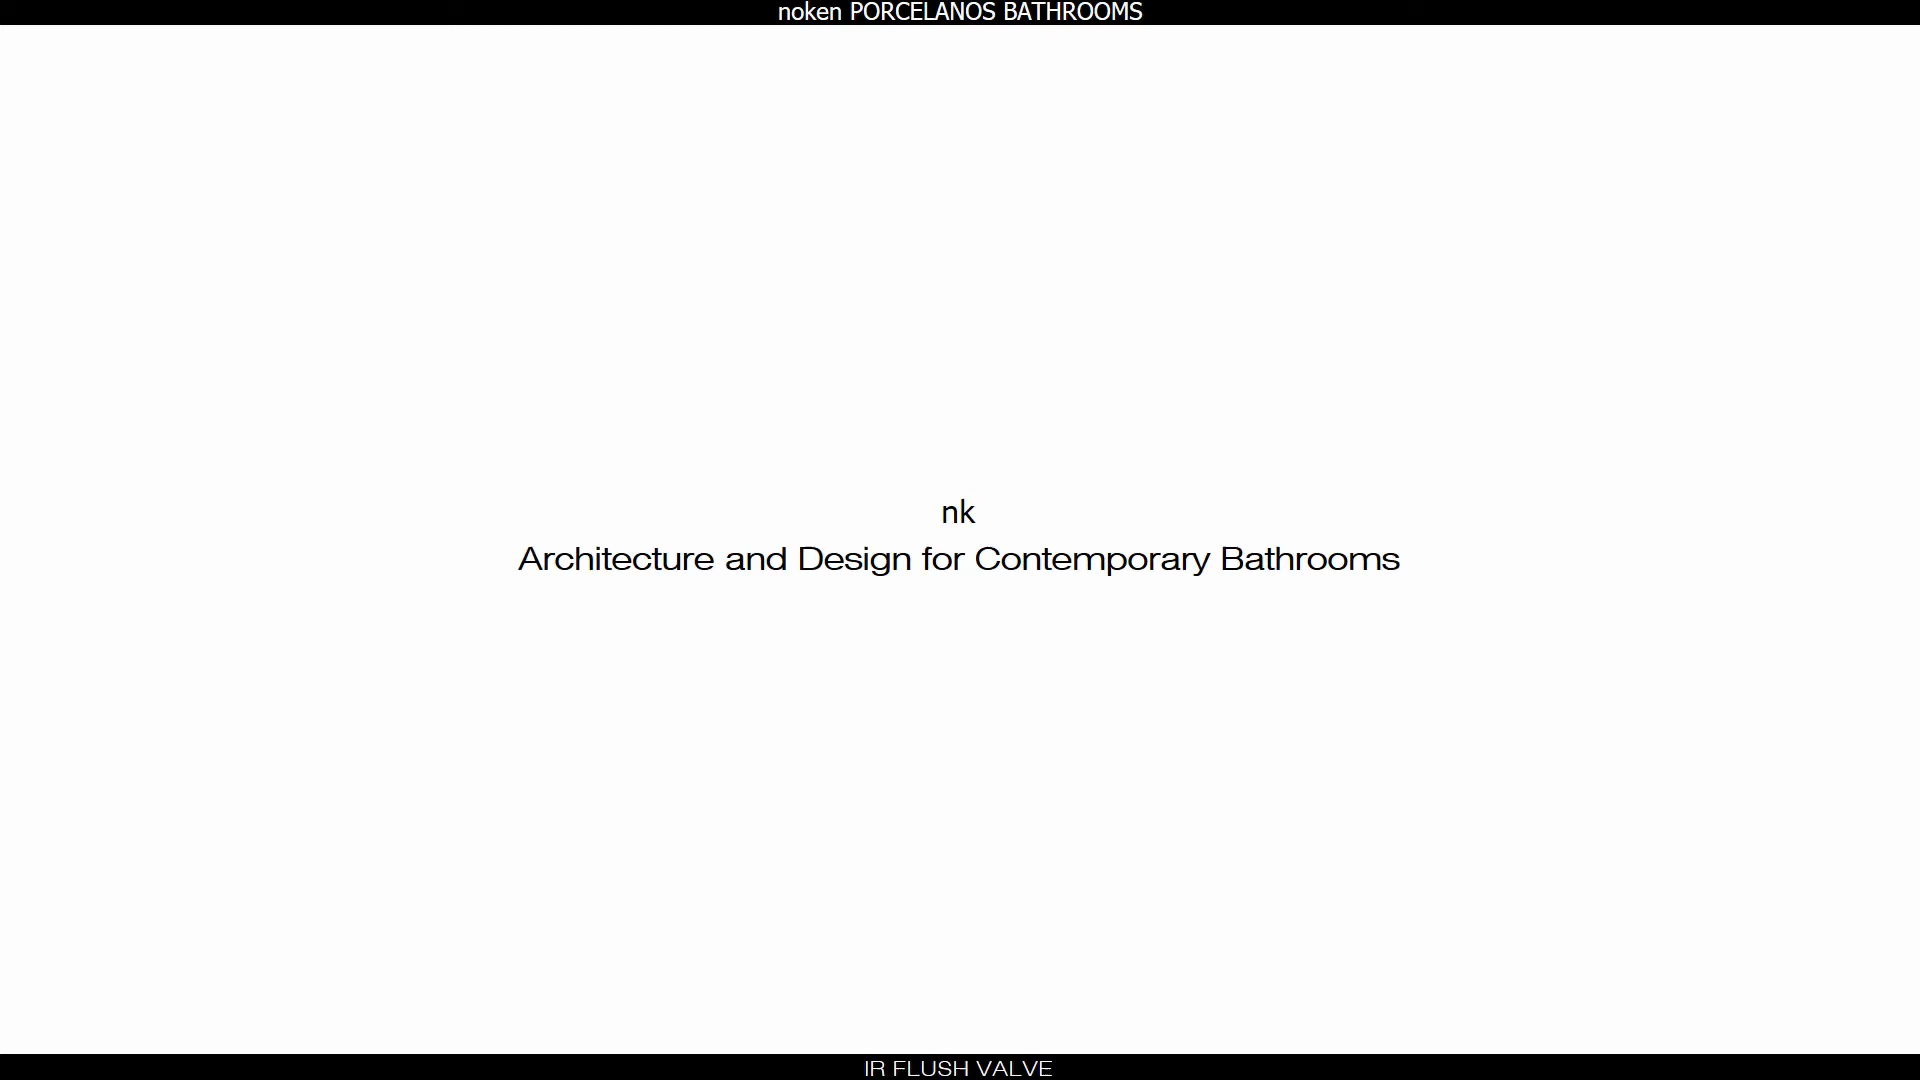 noken PORCELANOS BATHROOMS
nk
Architecture and Design for Contemporary Bathrooms
IR FLUSH VALVE